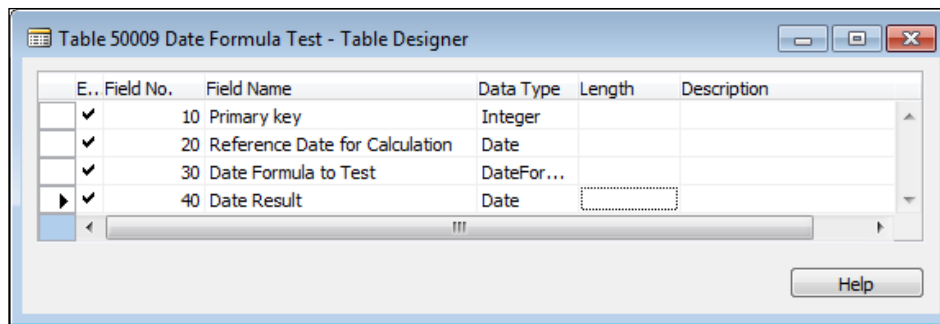 Table 50009 Date Formula Test - Table Designer
E.. Field No. Field Name Data Type Length Description
10 Primary key Integer
20 Reference Date for Calculation Date
30 Date Formula to Test DateFor...
40 Date Result Date
Help